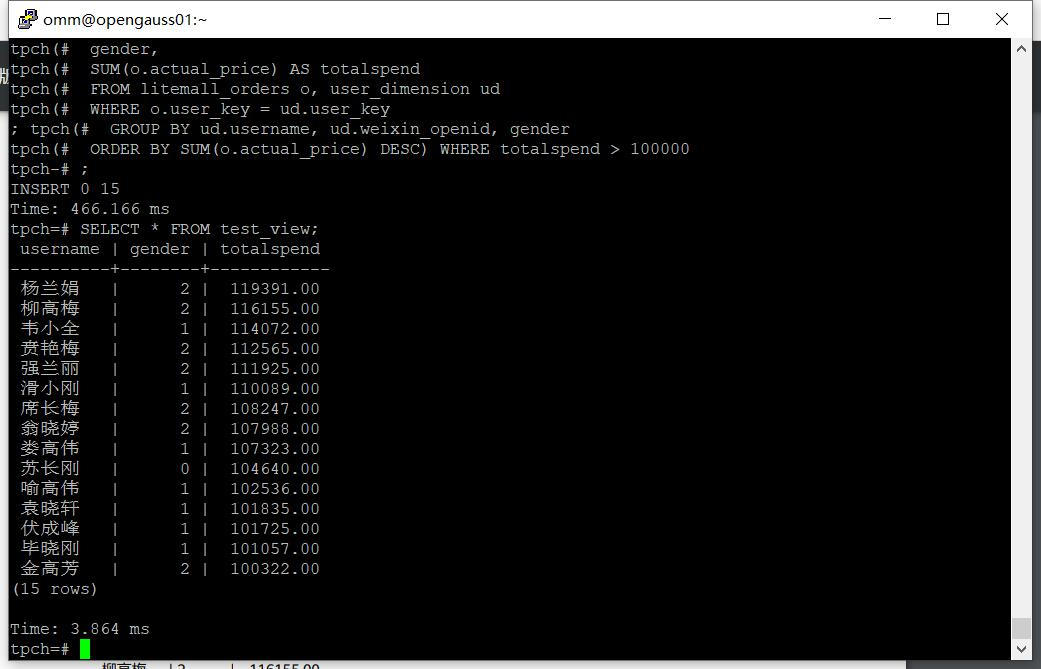 omm@opengauss01:~
tpch(#  gender,
tpch(#  SUM(o.actual_price) AS totalspend
tpch(#  FROM litemall_orders o, user_dimension ud
tpch(#  WHERE o.user_key = ud.user_key
; tpch(#  GROUP BY ud.username, ud.weixin_openid, gender
tpch(#  ORDER BY SUM(o.actual_price) DESC) WHERE totalspend > 100000
tpch-# ;
INSERT 0 15
Time: 466.166 ms
tpch=# SELECT * FROM test_view;
 username | gender | totalspend
----------+--------+------------
 杨兰娟   |      2 |  119391.00
 柳高梅   |      2 |  116155.00
 韦小全   |      1 |  114072.00
 贲艳梅   |      2 |  112565.00
 强兰丽   |      2 |  111925.00
 滑小刚   |      1 |  110089.00
 席长梅   |      2 |  108247.00
 翁晓婷   |      2 |  107988.00
 娄高伟   |      1 |  107323.00
 苏长刚   |      0 |  104640.00
 喻高伟   |      1 |  102536.00
 袁晓轩   |      1 |  101835.00
 伏成峰   |      1 |  101725.00
 毕晓刚   |      1 |  101057.00
 金高芳   |      2 |  100322.00
(15 rows)
Time: 3.864 ms
tpch=#
柳高梅 | 2 | 116155.00